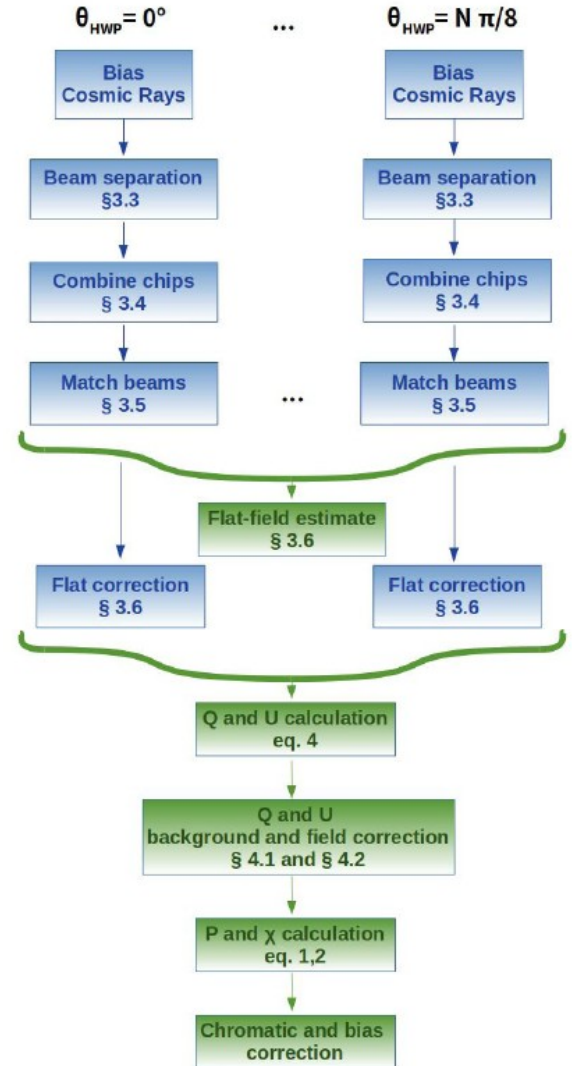 θHWP= 0° ... θHWP= N π/8
Bias
Cosmic Rays
Bias
Cosmic Rays
Beam separation
§3.3
Beam separation
§3.3
Combine chips
§ 3.4
Combine chips
§ 3.4
Match beams
§ 3.5
...
Match beams
§ 3.5
Flat-field estimate
§ 3.6
Flat correction
§ 3.6
Flat correction
§ 3.6
Q and U calculation
eq. 4
Q and U
background and field correction
§ 4.1 and § 4.2
P and χ calculation
eq. 1,2
Chromatic and bias
correction